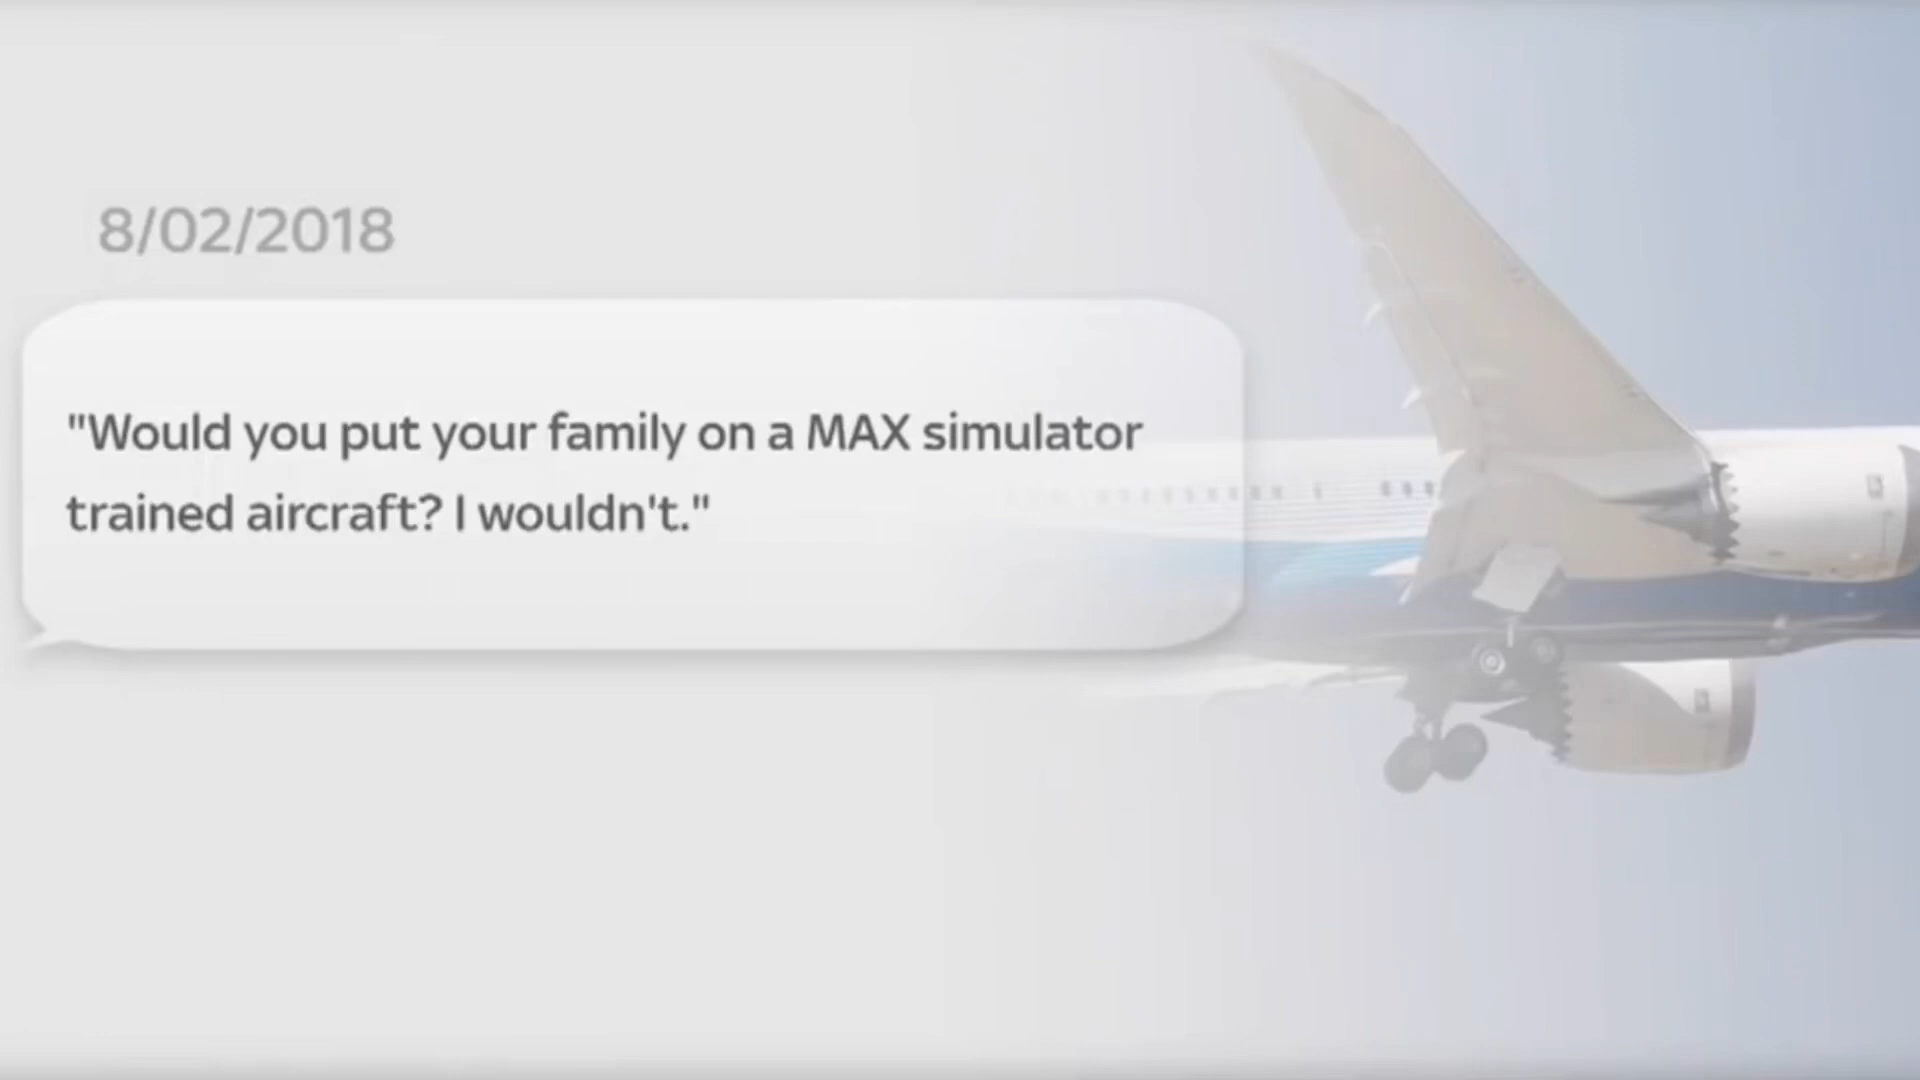 8/02/2018
"Would you put your family on a MAX simulator
trained aircraft? I wouldn't."